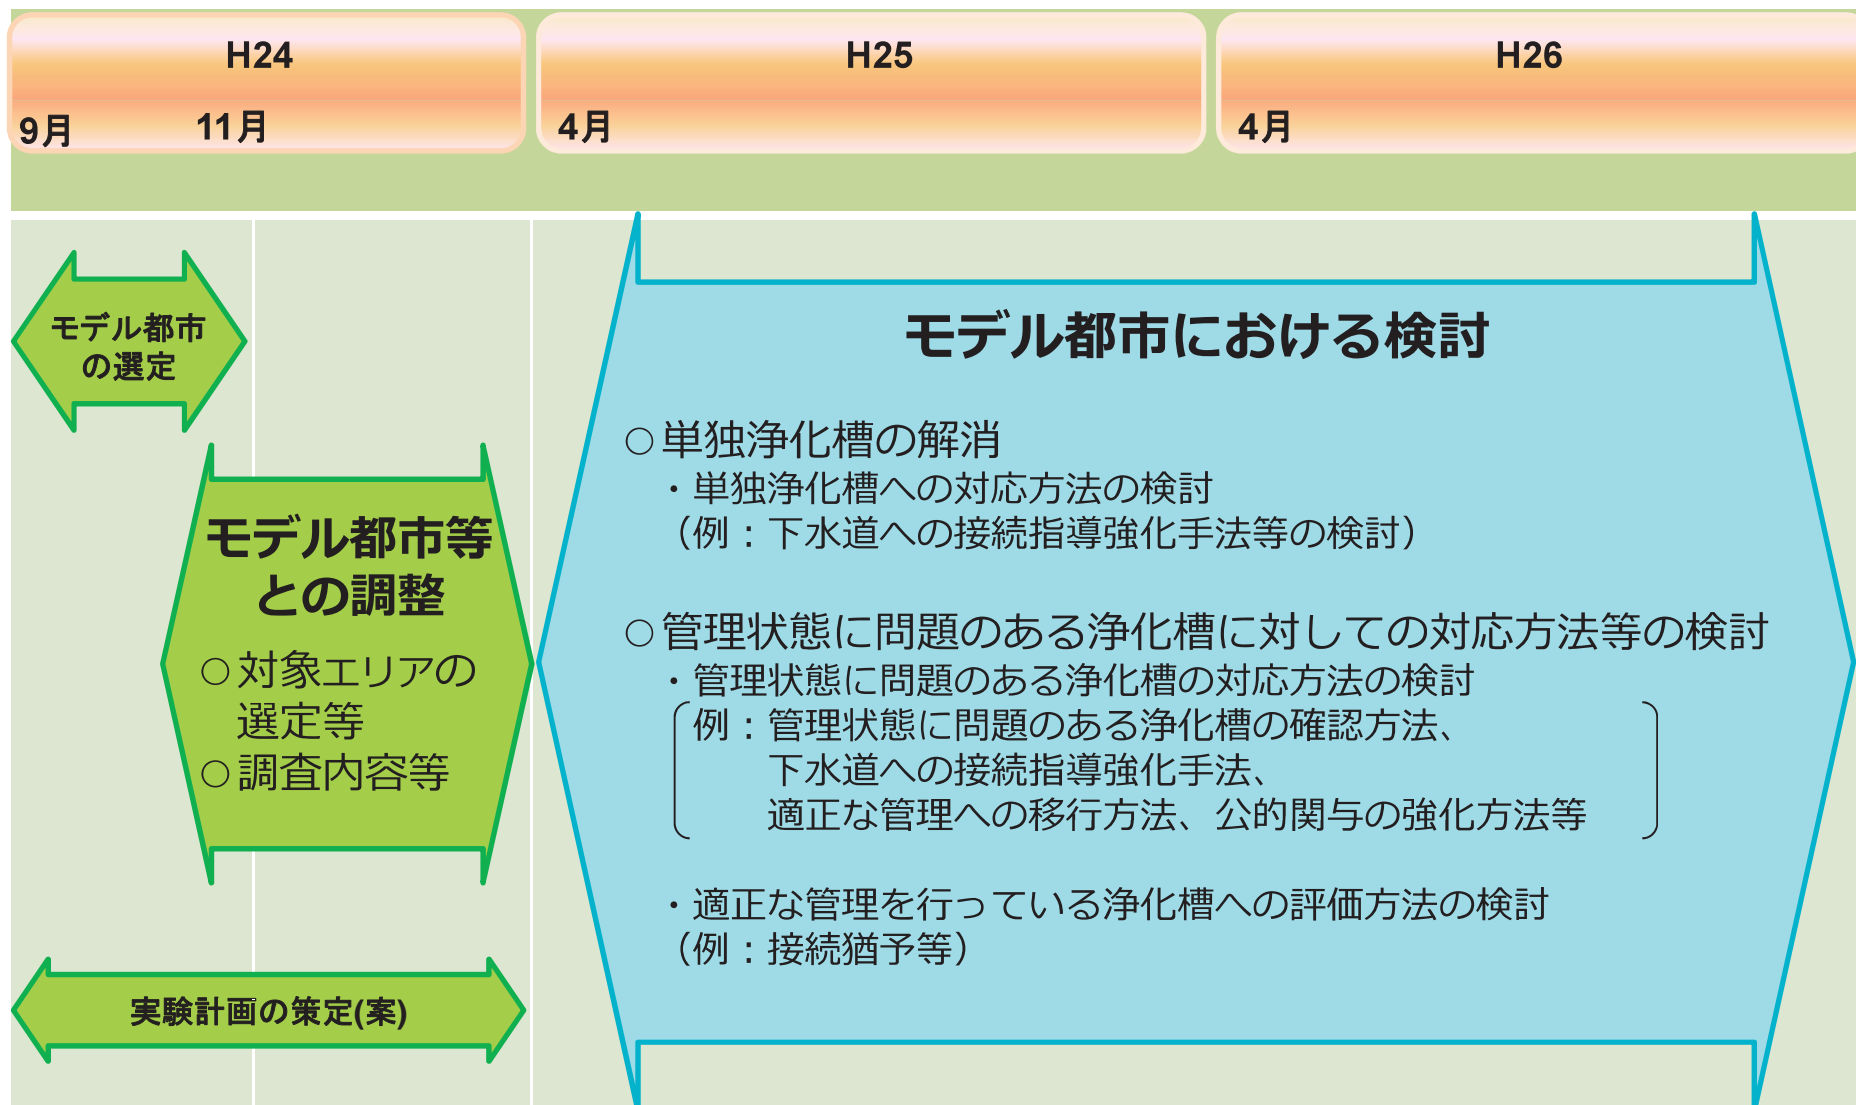 H24
H25
H26
9月
11月
4月
4月
モデル都市
の選定
モデル都市等
との調整
○対象エリアの
選定等
○調査内容等
実験計画の策定(案)
モデル都市における検討
○単独浄化槽の解消
・単独浄化槽への対応方法の検討
（例：下水道への接続指導強化手法等の検討）
○管理状態に問題のある浄化槽に対しての対応方法等の検討
・管理状態に問題のある浄化槽の対応方法の検討
例：管理状態に問題のある浄化槽の確認方法、
下水道への接続指導強化手法、
適正な管理への移行方法、公的関与の強化方法等
・適正な管理を行っている浄化槽への評価方法の検討
（例：接続猶予等）